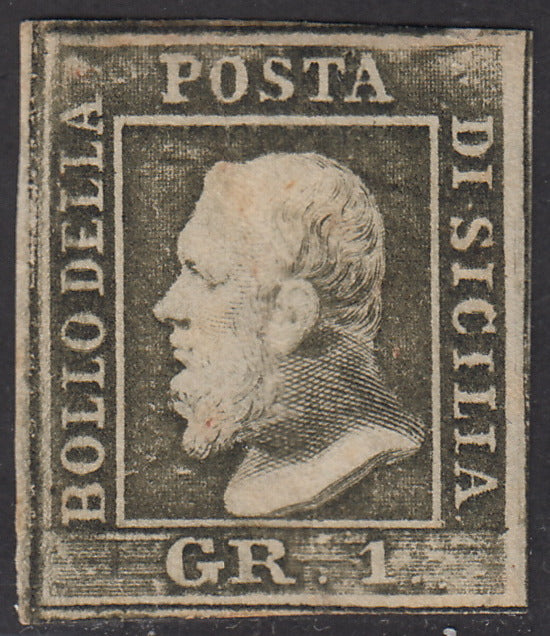 BOLLO DELLA
POSTA
DI SICILIA
GR. 1.